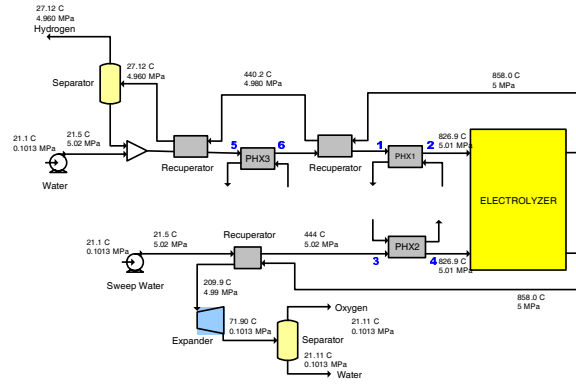 27.12 C
4.960 MPa
Hydrogen
27.12 C
4.960 MPa
Separator
440.2 C
4.980 MPa
858.0 C
5 MPa
21.1 C
0.1013 MPa
21.5 C
5.02 MPa
Water
Recuperator
5
6
PHX3
Recuperator
1
2
PHX1
826.9 C
5.01 MPa
ELECTROLYZER
21.1 C
0.1013 MPa
21.5 C
5.02 MPa
Sweep Water
Recuperator
444 C
5.02 MPa
PHX2
3
4
826.9 C
5.01 MPa
858.0 C
5 MPa
209.9 C
4.99 MPa
Expander
71.90 C
0.1013 MPa
Oxygen
21.11 C
0.1013 MPa
Separator
21.11 C
0.1013 MPa
Water